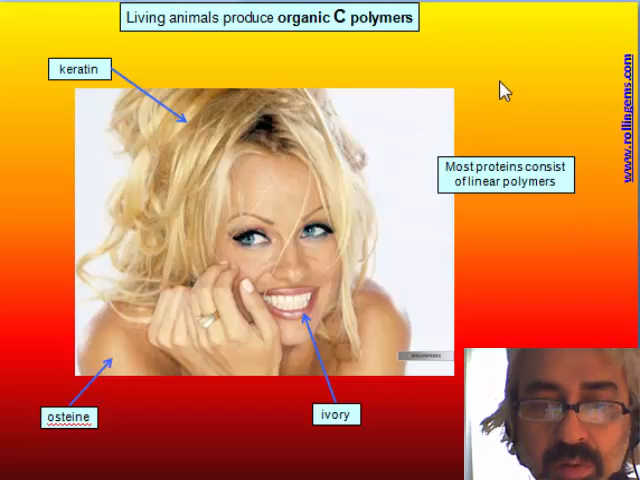 Living animals produce organic C polymers
keratin
www.rollingems.com
Most proteins consist
of linear polymers
osteine
ivory